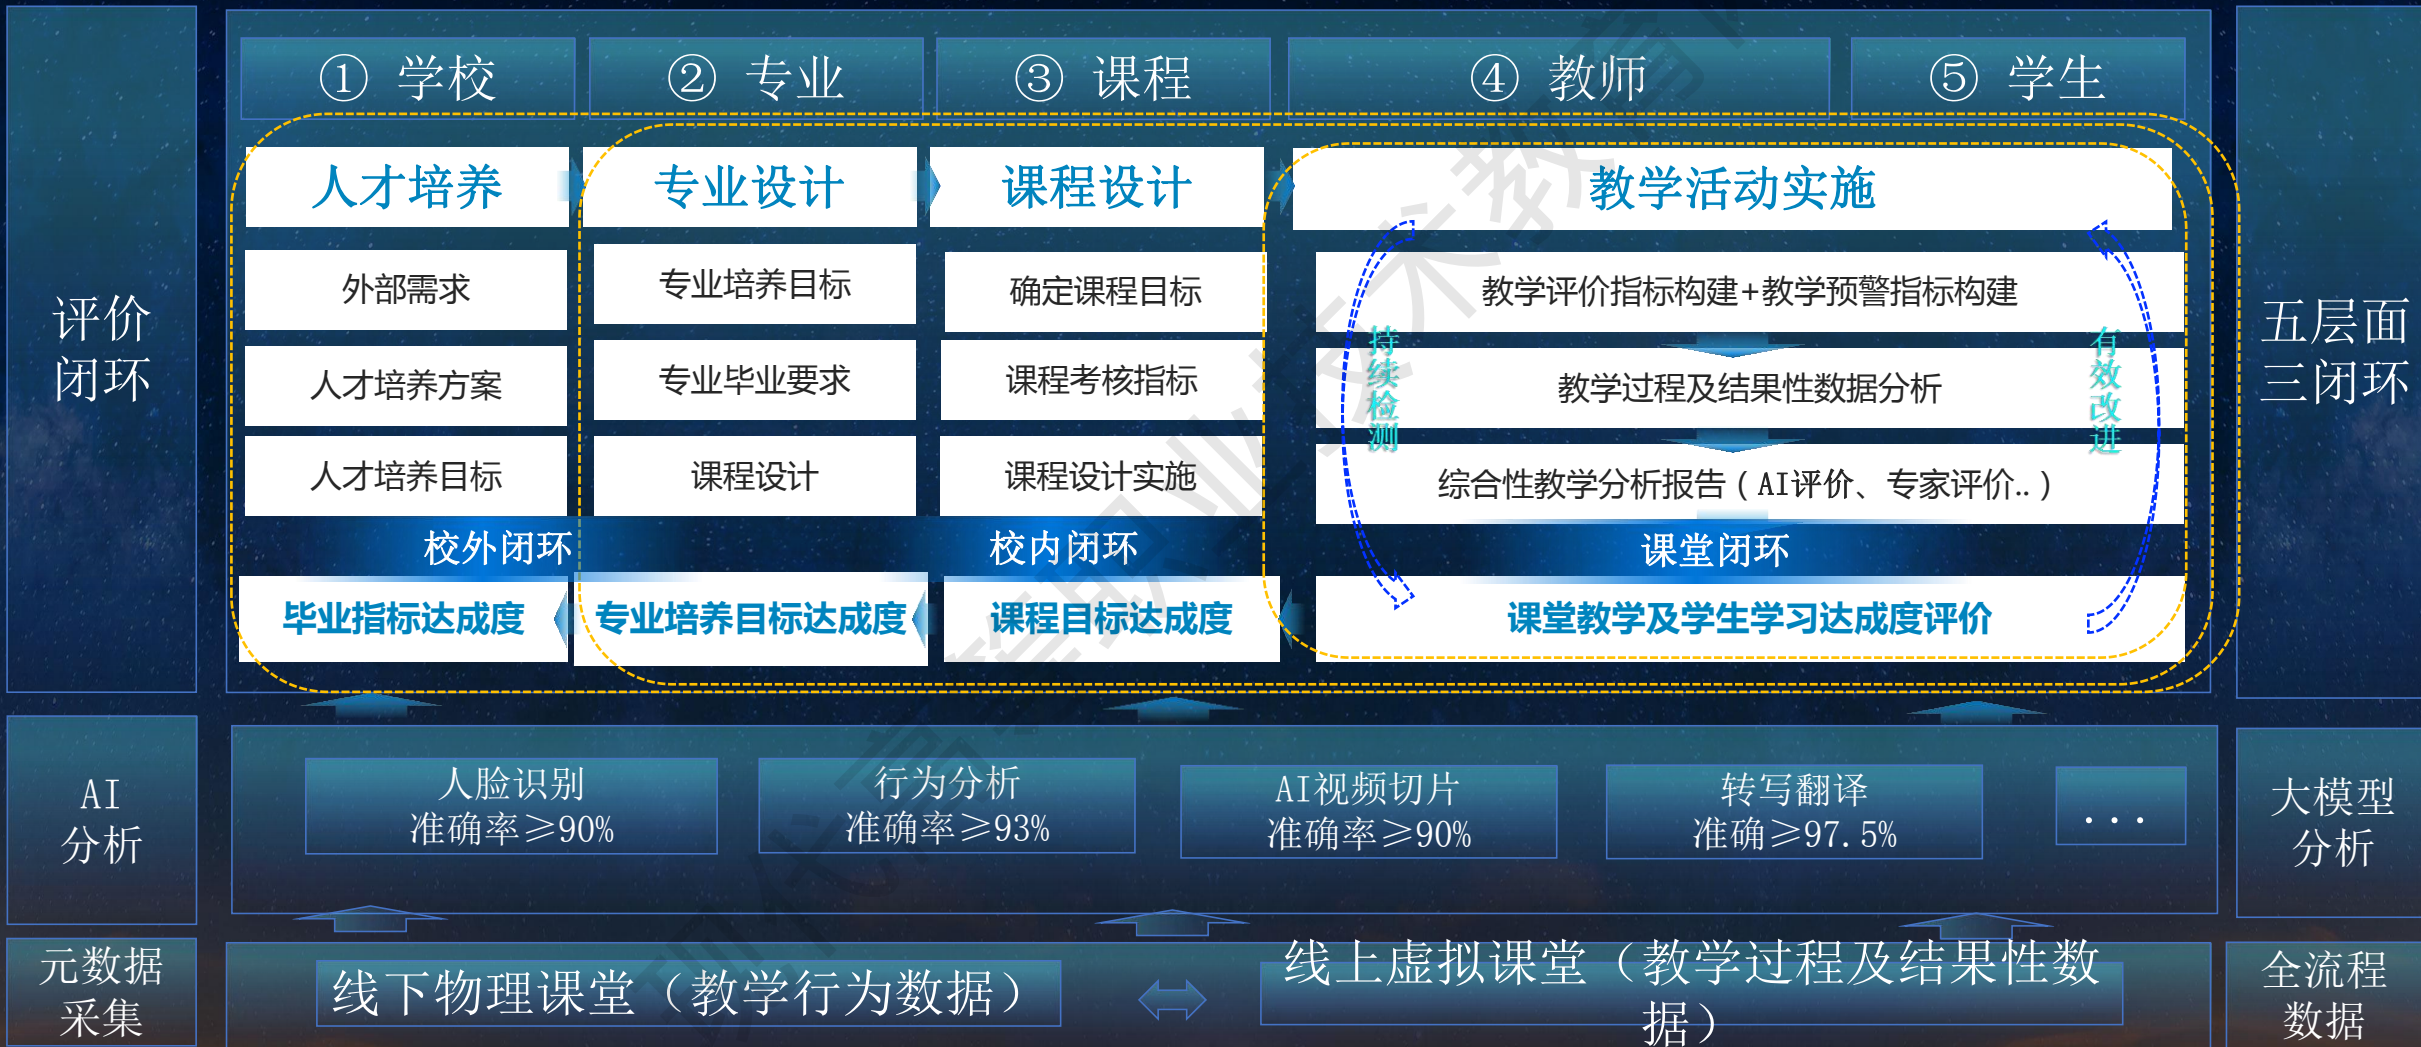 ① 学校
② 专业
③ 课程
④ 教师
⑤ 学生
评价
闭环
人才培养
专业设计
课程设计
教学活动实施
外部需求
专业培养目标
确定课程目标
教学评价指标构建+教学预警指标构建
人才培养方案
专业毕业要求
课程考核指标
教学过程及结果性数据分析
人才培养目标
课程设计
课程设计实施
综合性教学分析报告（AI评价、专家评价..）
持续检测
有效改进
校外闭环
校内闭环
课堂闭环
毕业指标达成度
专业培养目标达成度
课程目标达成度
课堂教学及学生学习达成度评价
五层面
三闭环
AI
分析
人脸识别
准确率≥90%
行为分析
准确率≥93%
AI视频切片
准确率≥90%
转写翻译
准确≥97.5%
...
大模型
分析
元数据
采集
线下物理课堂（教学行为数据）
线上虚拟课堂（教学过程及结果性数
据）
全流程
数据